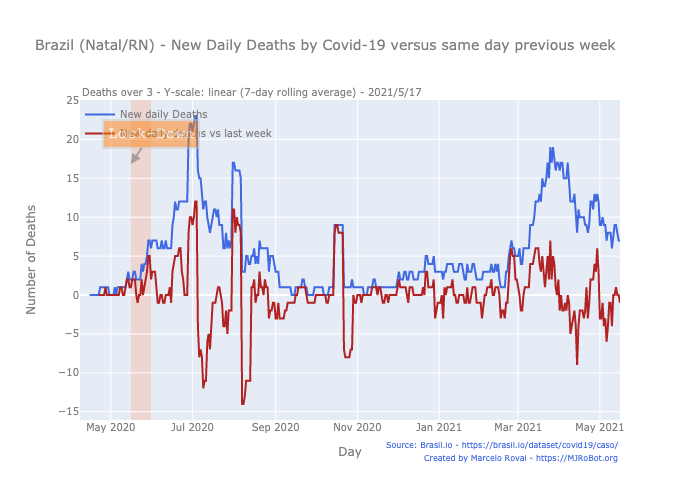 Brazil (Natal/RN) - New Daily Deaths by Covid-19 versus same day previous week
Deaths over 3 - Y-scale: linear (7-day rolling average) - 2021/5/17
New daily Deaths
New daily Deaths vs last week
Number of Deaths
25
20
15
10
5
0
−5
−10
−15
May 2020
Jul 2020
Sep 2020
Nov 2020
Jan 2021
Mar 2021
May 2021
Day
Source: Brasil.io - https://brasil.io/dataset/covid19/caso/
Created by Marcelo Rovai - https://MJRoBot.org